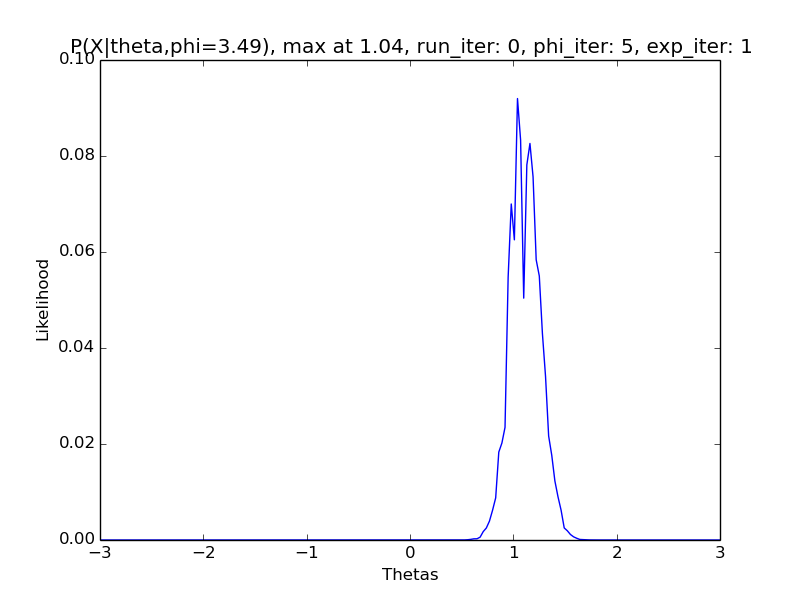 P(X|theta,phi=3.49), max at 1.04, run_iter: 0, phi_iter: 5, exp_iter: 1
0.10
0.08
0.06
0.04
0.02
0.00
Likelihood
−3 −2 −1 0 1 2 3
Thetas